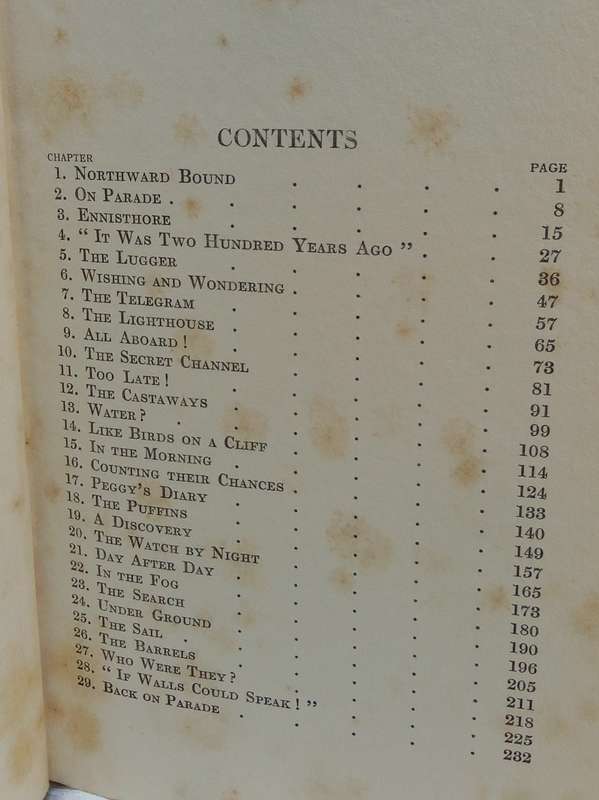 CONTENTS
CHAPTER PAGE
1. NORTHWARD BOUND . . . . 1
2. ON PARADE . . . . . 8
3. ENNISTHORE . . . . . 15
4. “ IT WAS TWO HUNDRED YEARS AGO ” . . 27
5. THE LUGGER . . . . . 36
6. WISHING AND WONDERING . . . . 47
7. THE TELEGRAM . . . . . 57
8. THE LIGHTHOUSE . . . . . 65
9. ALL ABOARD ! . . . . . 73
10. THE SECRET CHANNEL . . . . 81
11. TOO LATE ! . . . . . 91
12. THE CASTAWAYS . . . . . 99
13. WATER ? . . . . . . 108
14. LIKE BIRDS ON A CLIFF . . . . 114
15. IN THE MORNING . . . . . 124
16. COUNTING THEIR CHANCES . . . . 133
17. PEGGY’S DIARY . . . . . 140
18. THE PUFFINS . . . . . 149
19. A DISCOVERY . . . . . 157
20. THE WATCH BY NIGHT . . . . 165
21. DAY AFTER DAY . . . . . 173
22. IN THE FOG . . . . . 180
23. THE SEARCH . . . . . 190
24. UNDER GROUND . . . . . 196
25. THE SAIL . . . . . . 205
26. THE BARRELS . . . . . 211
27. WHO WERE THEY ? . . . . 218
28. “ IF WALLS COULD SPEAK ! ” . . . 225
29. BACK ON PARADE . . . . . 232